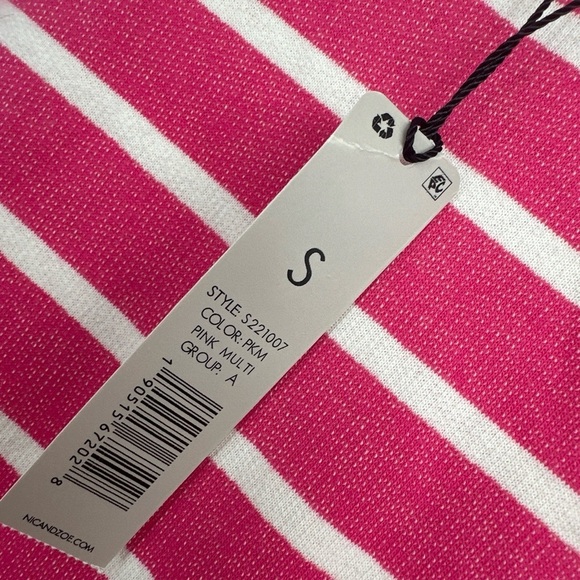 S
STYLE S221007
COLOR: PKM
PINK MULTI
GROUP: A
1 90515 67202 8
NICANDZOE.COM